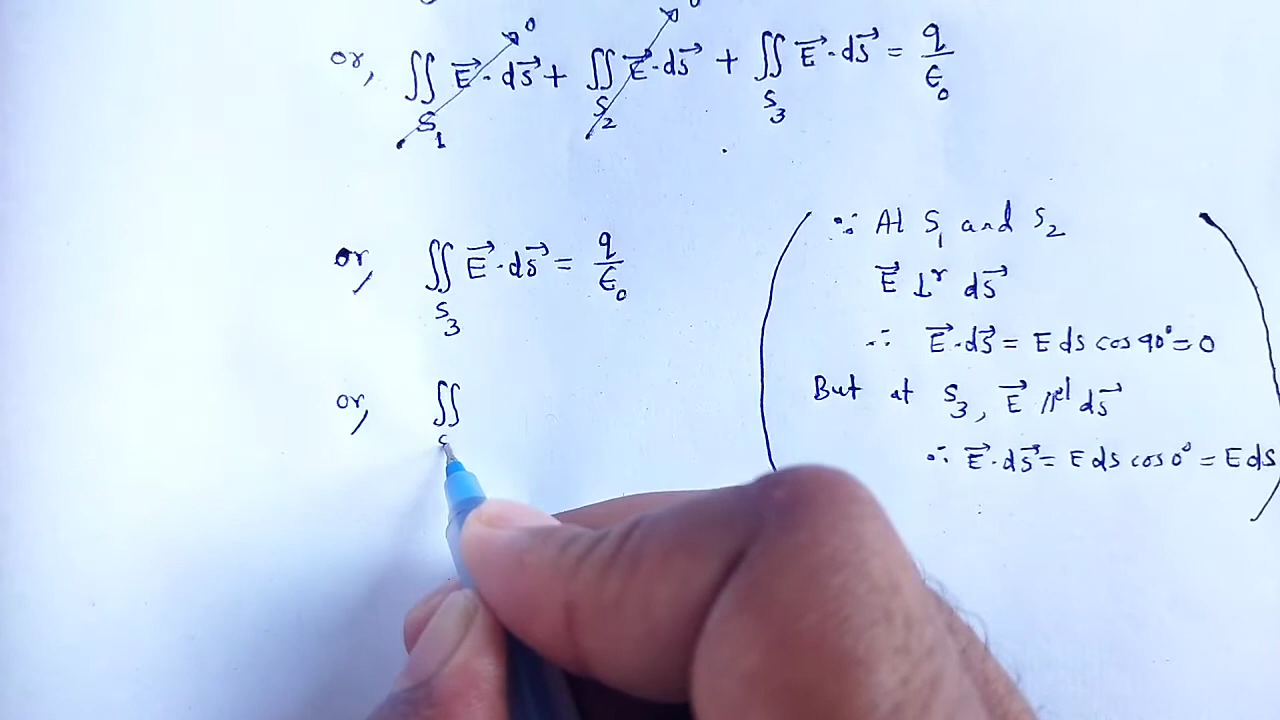 or, ∬S₁ E⃗·ds⃗ + ∬S₂ E⃗·ds⃗ + ∬S₃ E⃗·ds⃗ = q/ϵ₀
0 0
or, ∬S₃ E⃗·ds⃗ = q/ϵ₀
or, ∬
∵ At S₁ and S₂
E⃗ ⊥ʳ ds⃗
∴ E⃗·ds⃗ = E ds cos 90° = 0
But at S₃, E⃗ ∥ᵉˡ ds⃗
∴ E⃗·ds⃗ = E ds cos 0° = E ds